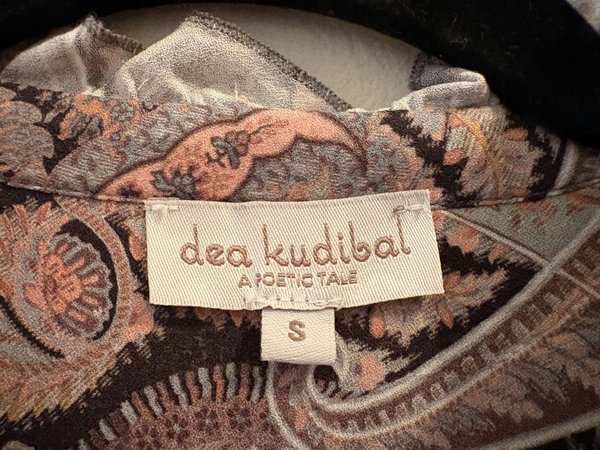 dea kudibal
A POETIC TALE
S